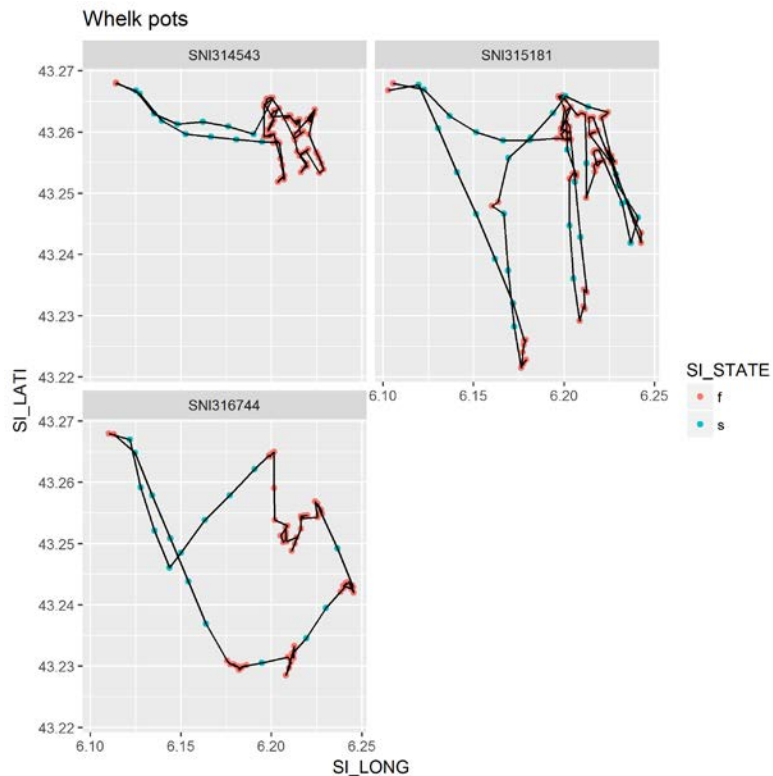 Whelk pots
SNI314543
SNI315181
43.27
43.26
43.25
43.24
43.23
43.22
6.10
6.15
6.20
6.25
SI_LATI
SI_STATE
f
s
SNI316744
43.27
43.26
43.25
43.24
43.23
43.22
6.10
6.15
6.20
6.25
SI_LONG